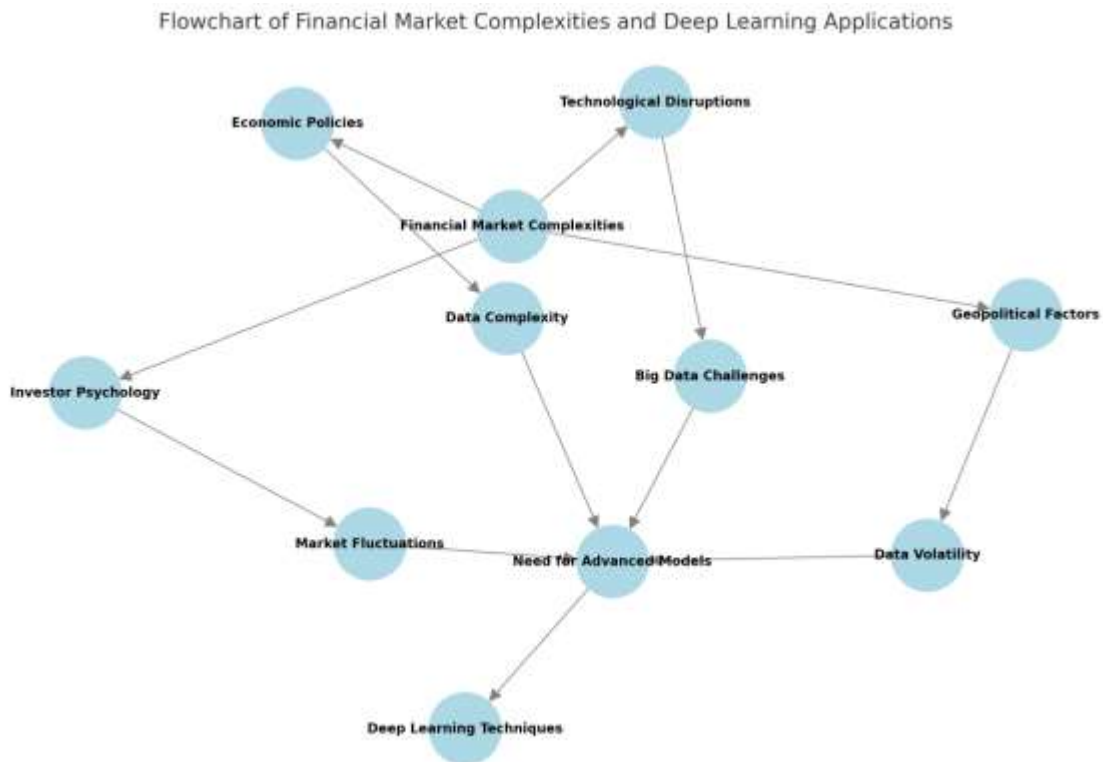 Flowchart of Financial Market Complexities and Deep Learning Applications
Technological Disruptions
Economic Policies
Financial Market Complexities
Geopolitical Factors
Data Complexity
Big Data Challenges
Investor Psychology
Market Fluctuations
Need for Advanced Models
Data Volatility
Deep Learning Techniques